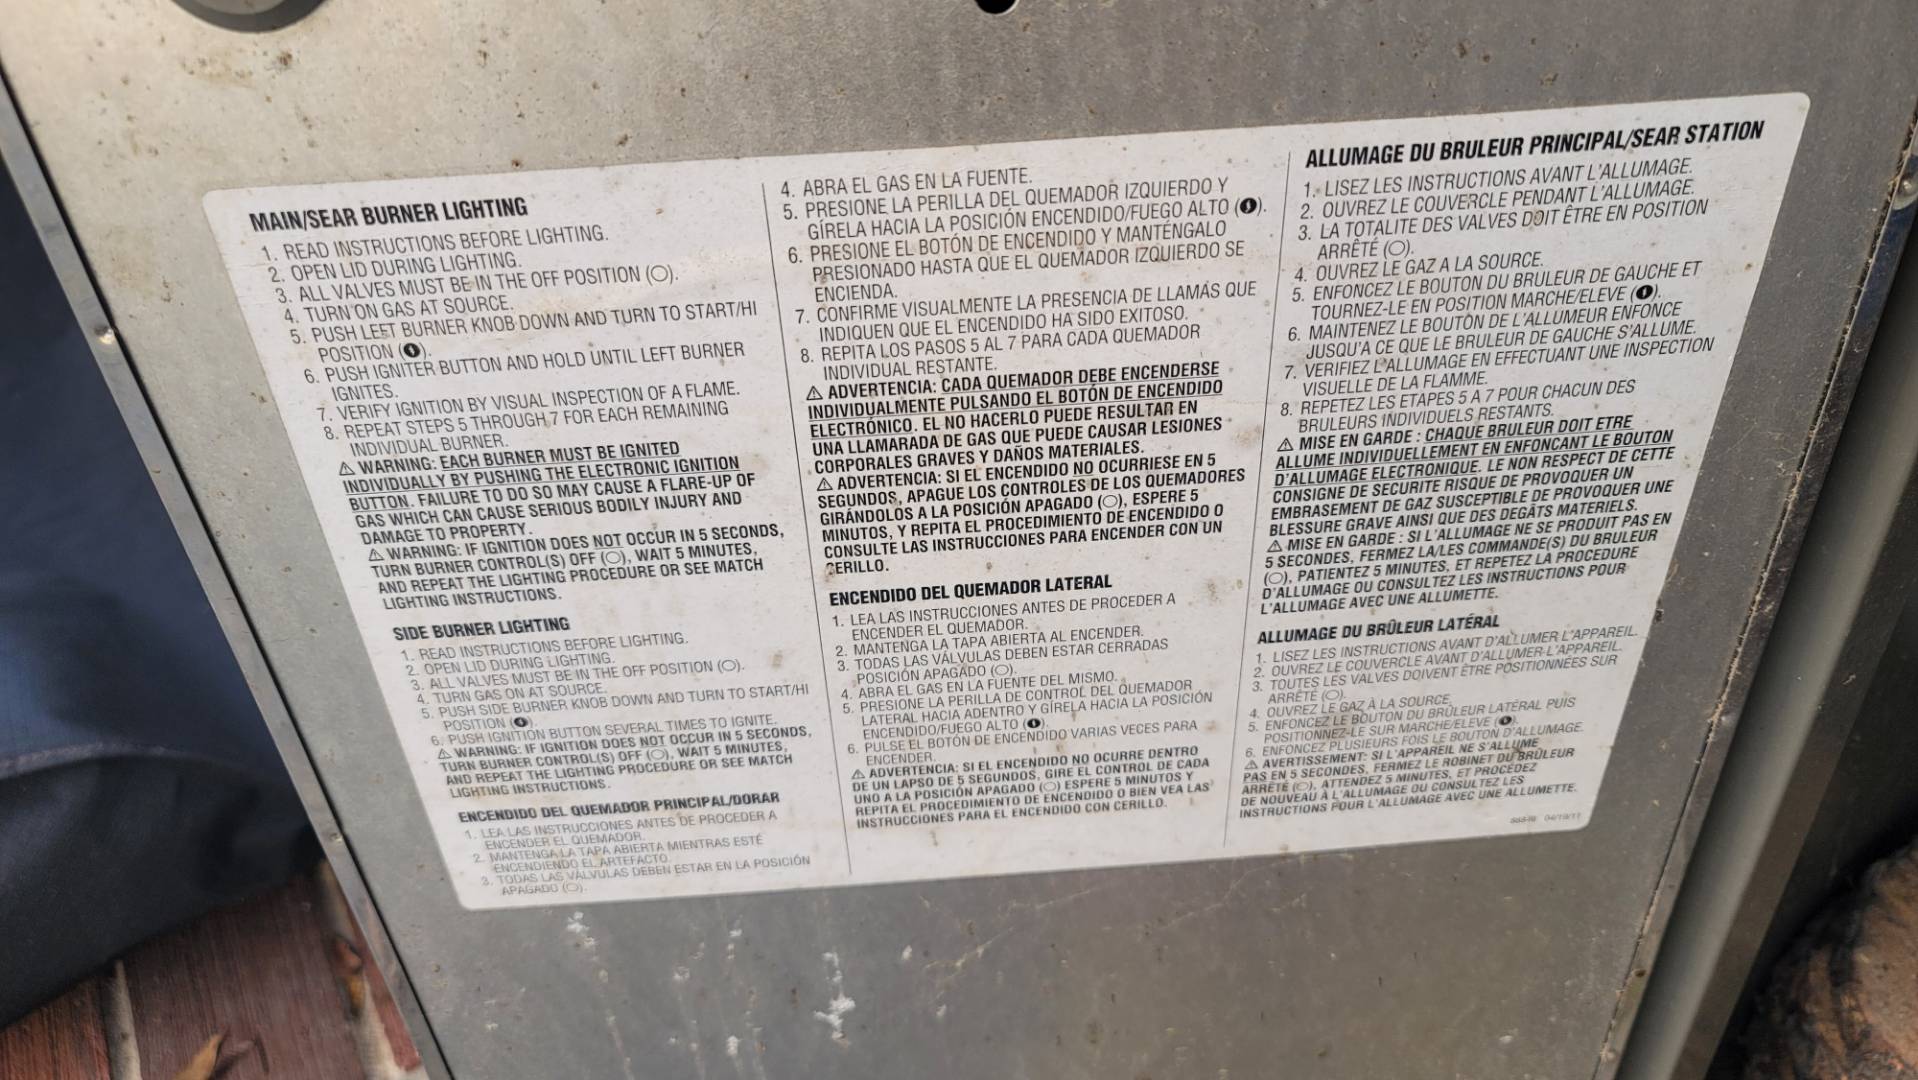 MAIN/SEAR BURNER LIGHTING
1. READ INSTRUCTIONS BEFORE LIGHTING.
2. OPEN LID DURING LIGHTING.
3. ALL VALVES MUST BE IN THE OFF POSITION (O).
4. TURN ON GAS AT SOURCE.
5. PUSH LEFT BURNER KNOB DOWN AND TURN TO START/HI
POSITION ( ).
6. PUSH IGNITER BUTTON AND HOLD UNTIL LEFT BURNER
IGNITES.
7. VERIFY IGNITION BY VISUAL INSPECTION OF A FLAME.
8. REPEAT STEPS 5 THROUGH 7 FOR EACH REMAINING
INDIVIDUAL BURNER.
⚠ WARNING: EACH BURNER MUST BE IGNITED
INDIVIDUALLY BY PUSHING THE ELECTRONIC IGNITION
BUTTON. FAILURE TO DO SO MAY CAUSE A FLARE-UP OF
GAS WHICH CAN CAUSE SERIOUS BODILY INJURY AND
DAMAGE TO PROPERTY.
⚠ WARNING: IF IGNITION DOES NOT OCCUR IN 5 SECONDS,
TURN BURNER CONTROL(S) OFF (O), WAIT 5 MINUTES,
AND REPEAT THE LIGHTING PROCEDURE OR SEE MATCH
LIGHTING INSTRUCTIONS.
SIDE BURNER LIGHTING
1. READ INSTRUCTIONS BEFORE LIGHTING.
2. OPEN LID DURING LIGHTING.
3. ALL VALVES MUST BE IN THE OFF POSITION (O).
4. TURN GAS ON AT SOURCE.
5. PUSH SIDE BURNER KNOB DOWN AND TURN TO START/HI
POSITION ( ).
6. PUSH IGNITION BUTTON SEVERAL TIMES TO IGNITE.
⚠ WARNING: IF IGNITION DOES NOT OCCUR IN 5 SECONDS,
TURN BURNER CONTROL(S) OFF (O), WAIT 5 MINUTES,
AND REPEAT THE LIGHTING PROCEDURE OR SEE MATCH
LIGHTING INSTRUCTIONS.
ENCENDIDO DEL QUEMADOR PRINCIPAL/DORAR
1. LEA LAS INSTRUCCIONES ANTES DE PROCEDER A
ENCENDER EL QUEMADOR.
2. MANTENGA LA TAPA ABIERTA MIENTRAS ESTÉ
ENCENDIENDO EL ARTEFACTO.
3. TODAS LAS VÁLVULAS DEBEN ESTAR EN LA POSICIÓN
APAGADO (O).
4. ABRA EL GAS EN LA FUENTE.
5. PRESIONE LA PERILLA DEL QUEMADOR IZQUIERDO Y
GÍRELA HACIA LA POSICIÓN ENCENDIDO/FUEGO ALTO ( ).
6. PRESIONE EL BOTÓN DE ENCENDIDO Y MANTÉNGALO
PRESIONADO HASTA QUE EL QUEMADOR IZQUIERDO SE
ENCIENDA.
7. CONFIRME VISUALMENTE LA PRESENCIA DE LLAMAS QUE
INDIQUEN QUE EL ENCENDIDO HA SIDO EXITOSO.
8. REPITA LOS PASOS 5 AL 7 PARA CADA QUEMADOR
INDIVIDUAL RESTANTE.
⚠ ADVERTENCIA: CADA QUEMADOR DEBE ENCENDERSE
INDIVIDUALMENTE PULSANDO EL BOTÓN DE ENCENDIDO
ELECTRÓNICO. EL NO HACERLO PUEDE RESULTAR EN
UNA LLAMARADA DE GAS QUE PUEDE CAUSAR LESIONES
CORPORALES GRAVES Y DAÑOS MATERIALES.
⚠ ADVERTENCIA: SI EL ENCENDIDO NO OCURRIESE EN 5
SEGUNDOS, APAGUE LOS CONTROLES DE LOS QUEMADORES
GIRÁNDOLOS A LA POSICIÓN APAGADO (O), ESPERE 5
MINUTOS, Y REPITA EL PROCEDIMIENTO DE ENCENDIDO O
CONSULTE LAS INSTRUCCIONES PARA ENCENDER CON UN
CERILLO.
ENCENDIDO DEL QUEMADOR LATERAL
1. LEA LAS INSTRUCCIONES ANTES DE PROCEDER A
ENCENDER EL QUEMADOR.
2. MANTENGA LA TAPA ABIERTA AL ENCENDER.
3. TODAS LAS VÁLVULAS DEBEN ESTAR CERRADAS
POSICIÓN APAGADO (O).
4. ABRA EL GAS EN LA FUENTE DEL MISMO.
5. PRESIONE LA PERILLA DE CONTROL DEL QUEMADOR
LATERAL HACIA ADENTRO Y GÍRELA HACIA LA POSICIÓN
ENCENDIDO/FUEGO ALTO ( ).
6. PULSE EL BOTÓN DE ENCENDIDO VARIAS VECES PARA
ENCENDER.
⚠ ADVERTENCIA: SI EL ENCENDIDO NO OCURRE DENTRO
DE UN LAPSO DE 5 SEGUNDOS, GIRE EL CONTROL DE CADA
UNO A LA POSICIÓN APAGADO (O) ESPERE 5 MINUTOS Y
REPITA EL PROCEDIMIENTO DE ENCENDIDO O BIEN VEA LAS
INSTRUCCIONES PARA EL ENCENDIDO CON CERILLO.
ALLUMAGE DU BRULEUR PRINCIPAL/SEAR STATION
1. LISEZ LES INSTRUCTIONS AVANT L'ALLUMAGE.
2. OUVREZ LE COUVERCLE PENDANT L'ALLUMAGE.
3. LA TOTALITE DES VALVES DOIT ÊTRE EN POSITION
ARRÊTÉ (O).
4. OUVREZ LE GAZ A LA SOURCE.
5. ENFONCEZ LE BOUTON DU BRULEUR DE GAUCHE ET
TOURNEZ-LE EN POSITION MARCHE/ELEVE ( ).
6. MAINTENEZ LE BOUTON DE L'ALLUMEUR ENFONCE
JUSQU'A CE QUE LE BRULEUR DE GAUCHE S'ALLUME.
7. VERIFIEZ L'ALLUMAGE EN EFFECTUANT UNE INSPECTION
VISUELLE DE LA FLAMME.
8. REPETEZ LES ETAPES 5 A 7 POUR CHACUN DES
BRULEURS INDIVIDUELS RESTANTS.
⚠ MISE EN GARDE : CHAQUE BRULEUR DOIT ETRE
ALLUME INDIVIDUELLEMENT EN ENFONCANT LE BOUTON
D'ALLUMAGE ELECTRONIQUE. LE NON RESPECT DE CETTE
CONSIGNE DE SECURITE RISQUE DE PROVOQUER UN
EMBRASEMENT DE GAZ SUSCEPTIBLE DE PROVOQUER UNE
BLESSURE GRAVE AINSI QUE DES DEGÂTS MATERIELS.
⚠ MISE EN GARDE : SI L'ALLUMAGE NE SE PRODUIT PAS EN
5 SECONDES, FERMEZ LA/LES COMMANDE(S) DU BRULEUR
(O), PATIENTEZ 5 MINUTES, ET REPETEZ LA PROCEDURE
D'ALLUMAGE OU CONSULTEZ LES INSTRUCTIONS POUR
L'ALLUMAGE AVEC UNE ALLUMETTE.
ALLUMAGE DU BRÛLEUR LATÉRAL
1. LISEZ LES INSTRUCTIONS AVANT D'ALLUMER L'APPAREIL.
2. OUVREZ LE COUVERCLE AVANT D'ALLUMER L'APPAREIL.
3. TOUTES LES VALVES DOIVENT ÊTRE POSITIONNÉES SUR
ARRÊTÉ (O).
4. OUVREZ LE GAZ À LA SOURCE.
5. ENFONCEZ LE BOUTON DU BRÛLEUR LATÉRAL PUIS
POSITIONNEZ-LE SUR MARCHE/ELEVE ( ).
6. ENFONCEZ PLUSIEURS FOIS LE BOUTON D'ALLUMAGE.
⚠ AVERTISSEMENT: SI L'APPAREIL NE S'ALLUME
PAS EN 5 SECONDES, FERMEZ LE ROBINET DU BRÛLEUR
ARRÊTÉ (O), ATTENDEZ 5 MINUTES, ET PROCÉDEZ
DE NOUVEAU À L'ALLUMAGE OU CONSULTEZ LES
INSTRUCTIONS POUR L'ALLUMAGE AVEC UNE ALLUMETTE.
04/19/11